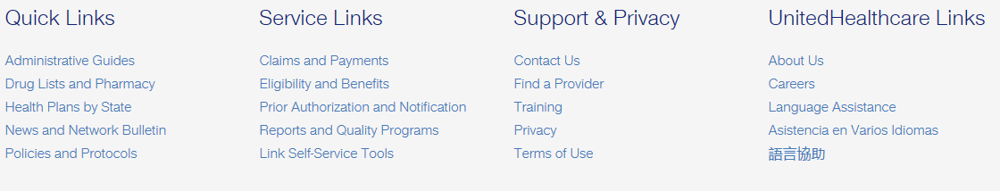 Quick Links
Administrative Guides
Drug Lists and Pharmacy
Health Plans by State
News and Network Bulletin
Policies and Protocols
Service Links
Claims and Payments
Eligibility and Benefits
Prior Authorization and Notification
Reports and Quality Programs
Link Self-Service Tools
Support & Privacy
Contact Us
Find a Provider
Training
Privacy
Terms of Use
UnitedHealthcare Links
About Us
Careers
Language Assistance
Asistencia en Varios Idiomas
語言協助